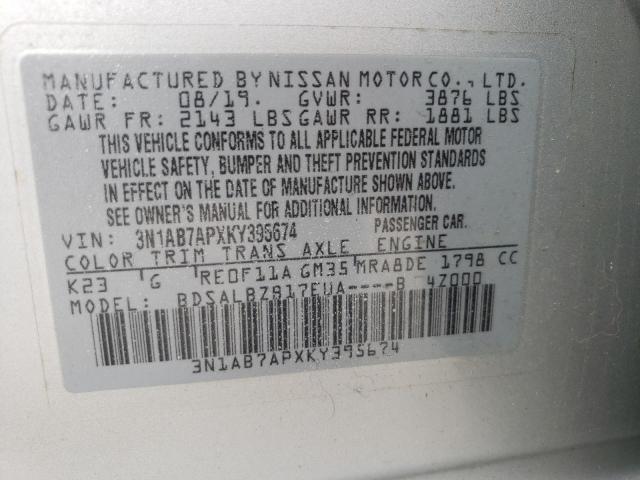 MANUFACTURED BY NISSAN MOTOR CO., LTD.
DATE: 08/19. GVWR: 3876 LBS
GAWR FR: 2143 LBS GAWR RR: 1881 LBS
THIS VEHICLE CONFORMS TO ALL APPLICABLE FEDERAL MOTOR
VEHICLE SAFETY, BUMPER AND THEFT PREVENTION STANDARDS
IN EFFECT ON THE DATE OF MANUFACTURE SHOWN ABOVE.
SEE OWNER'S MANUAL FOR ADDITIONAL INFORMATION.
VIN: 3N1AB7APXKY395674 PASSENGER CAR.
COLOR TRIM TRANS AXLE ENGINE
K23 G RE0F11A GM35 MRA8DE 1798 CC
MODEL: BDSALBZB17EUA----B 4Z000
3N1AB7APXKY395674